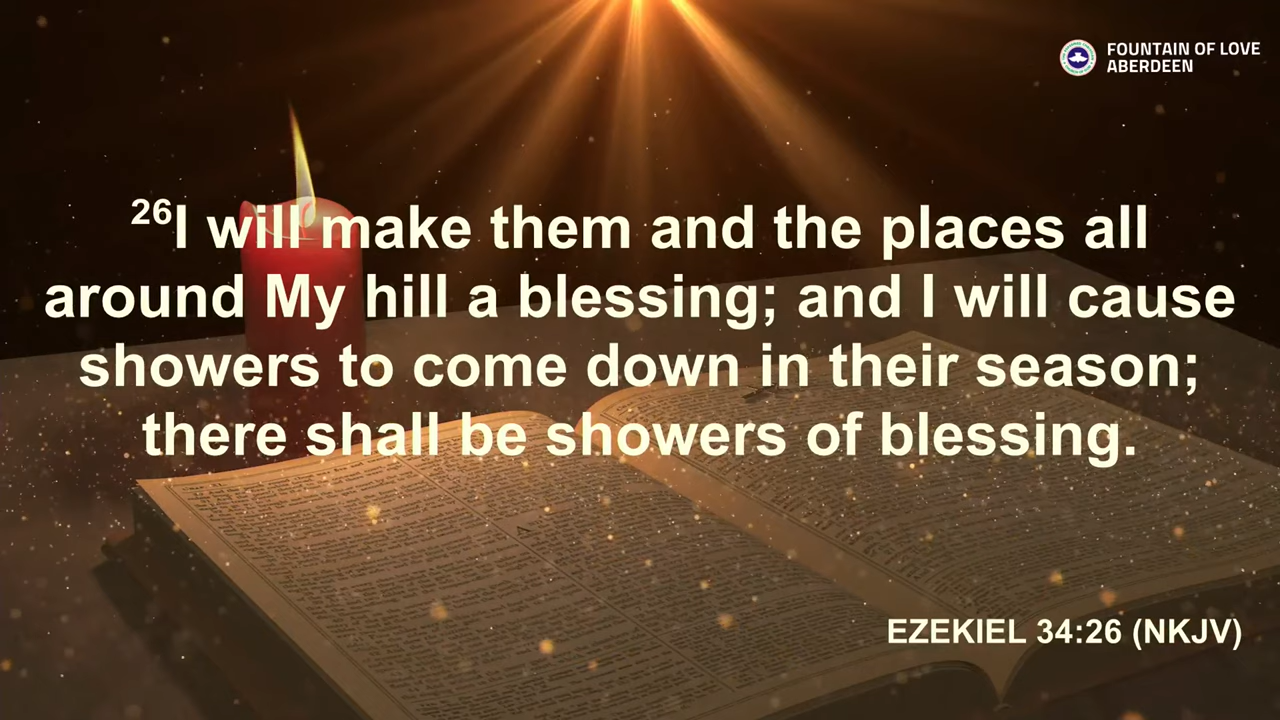 FOUNTAIN OF LOVE
ABERDEEN
26I will make them and the places all
around My hill a blessing; and I will cause
showers to come down in their season;
there shall be showers of blessing.
EZEKIEL 34:26 (NKJV)